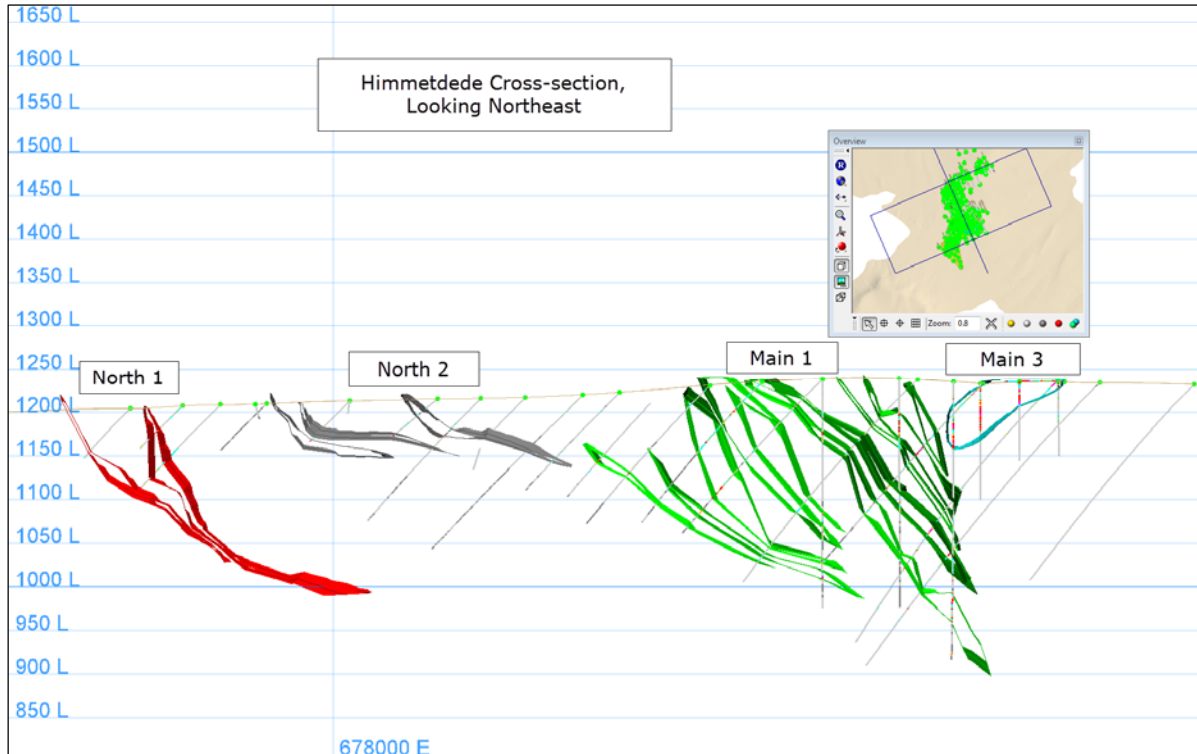 1650 L
1600 L
Himmetdede Cross-section,
Looking Northeast
1550 L
1500 L
Overview
1450 L
1400 L
1350 L
Zoom: 0.8
1300 L
1250 L
North 1
North 2
Main 1
Main 3
1200 L
1150 L
1100 L
1050 L
1000 L
950 L
900 L
850 L
678000 E